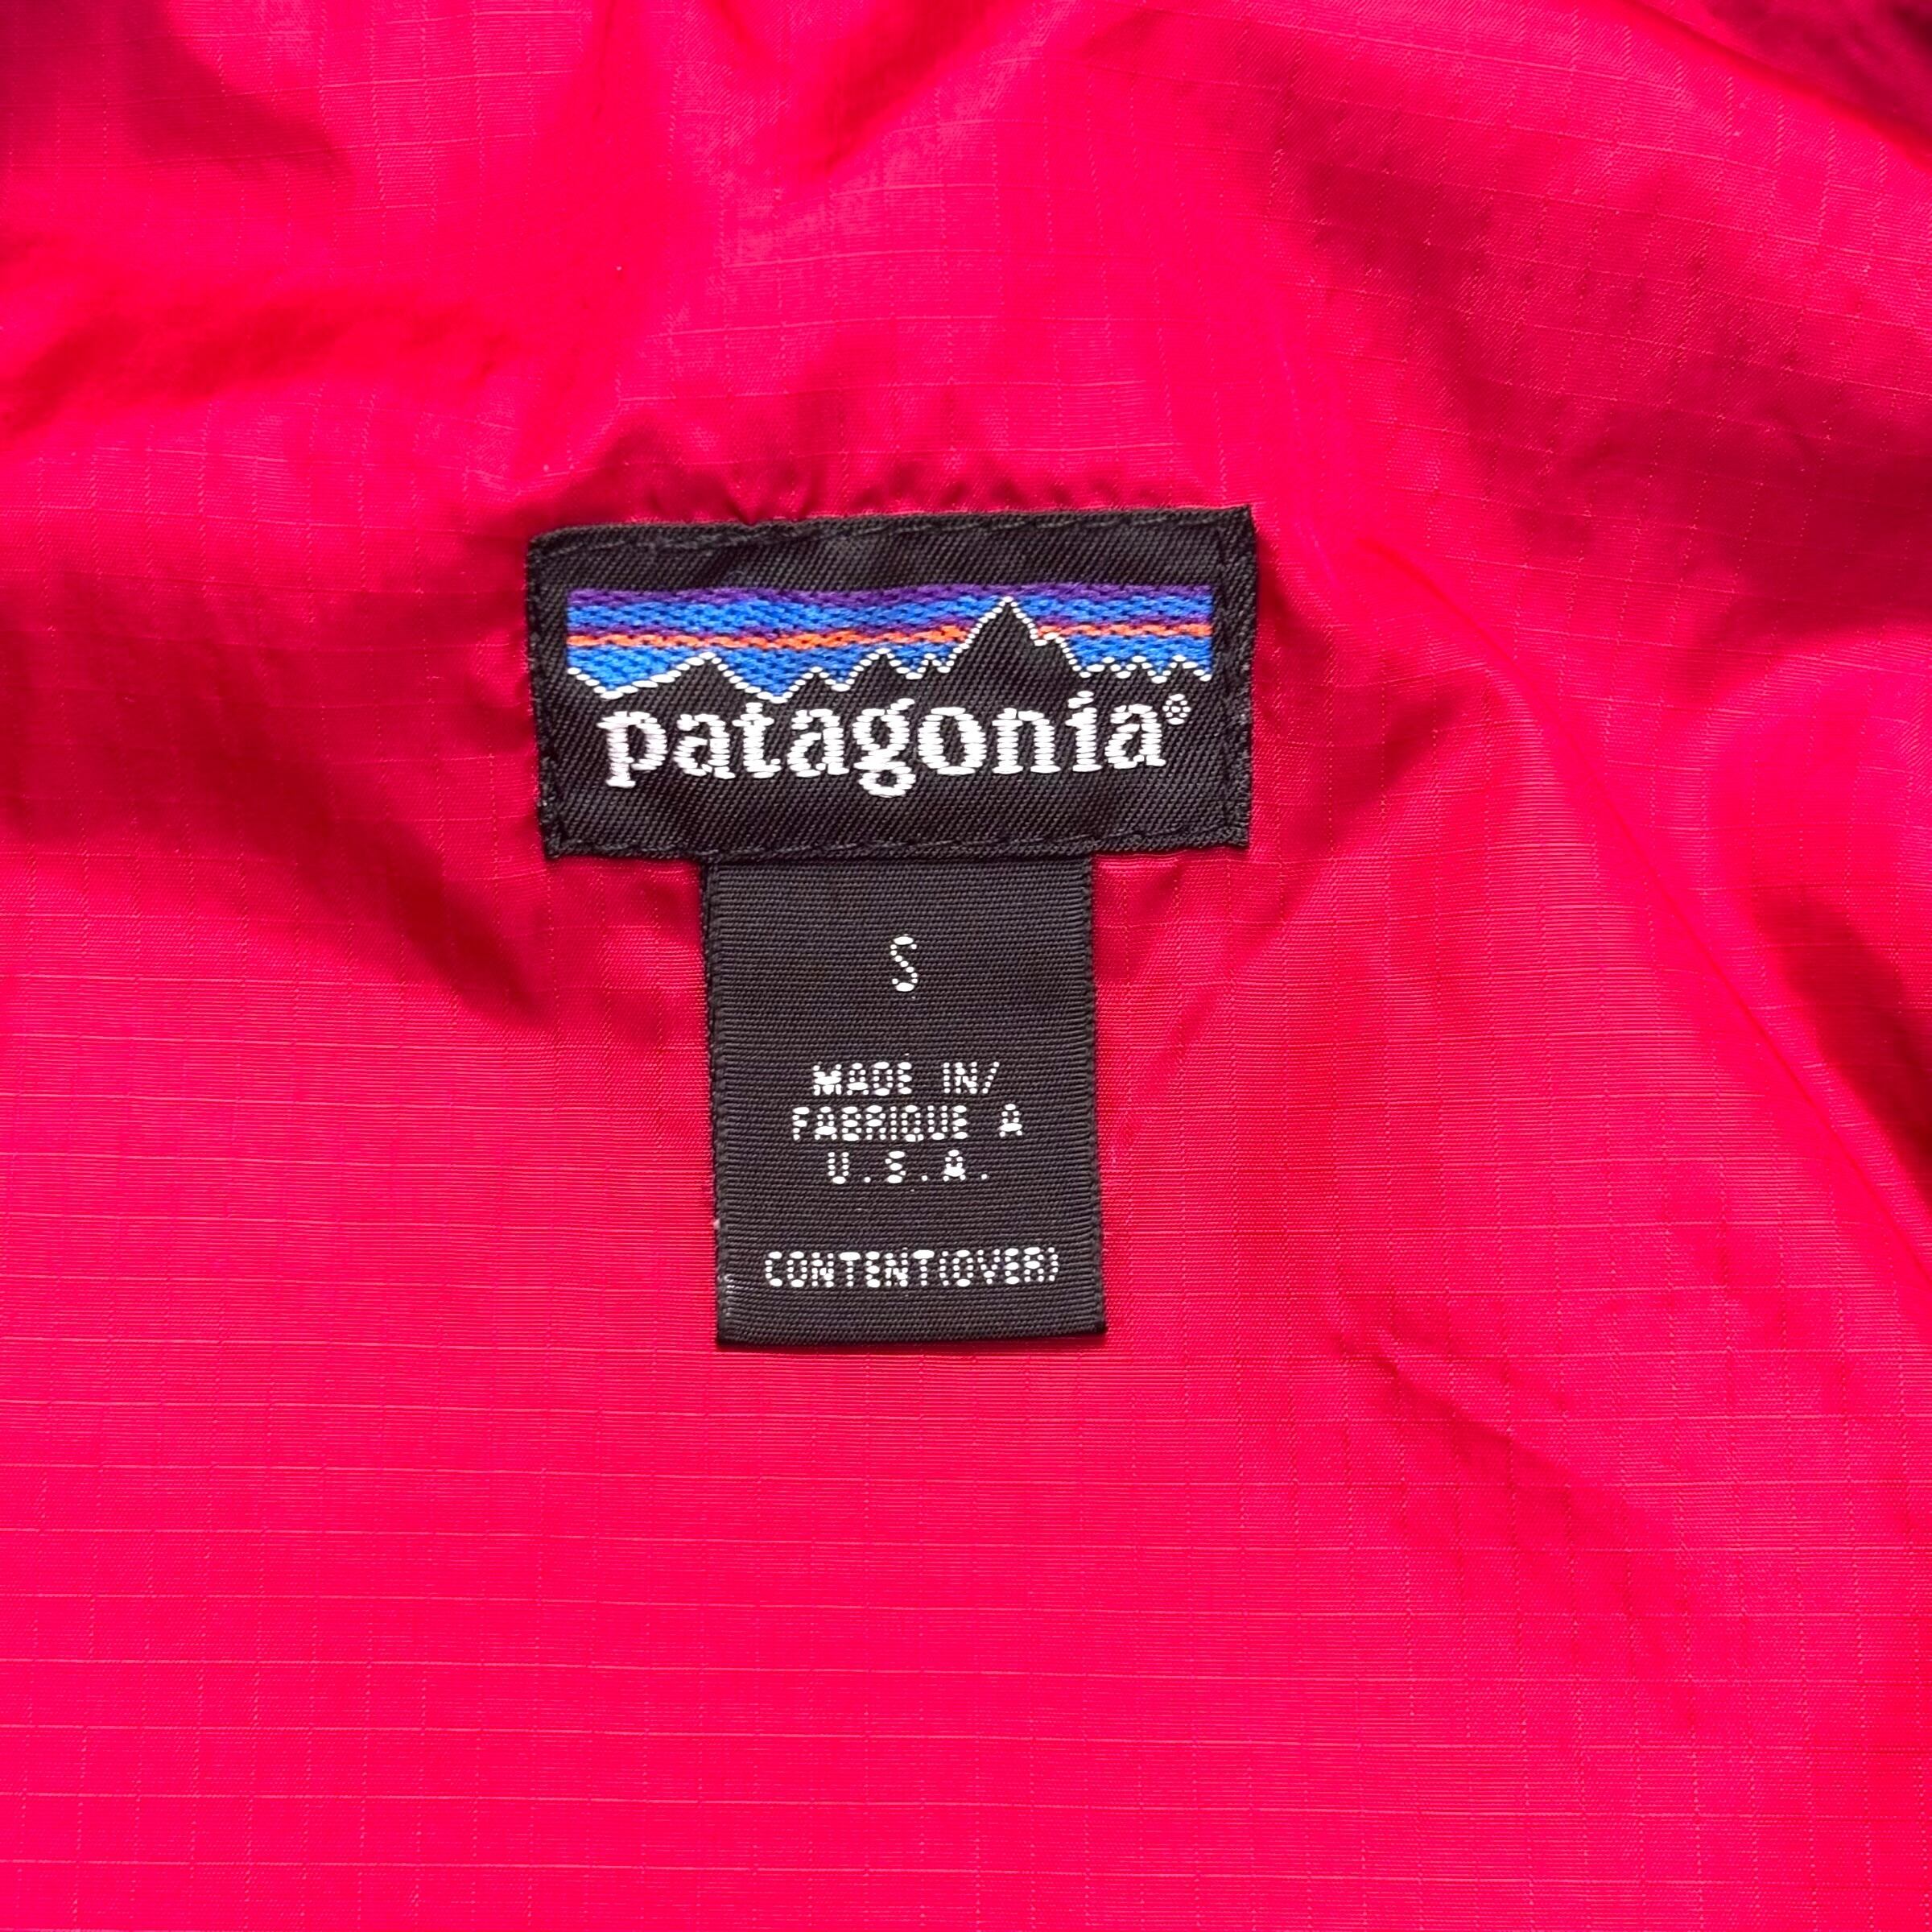 patagonia®
S
MADE IN/
FABRIQUE A
U.S.A.
CONTENT(OVER)